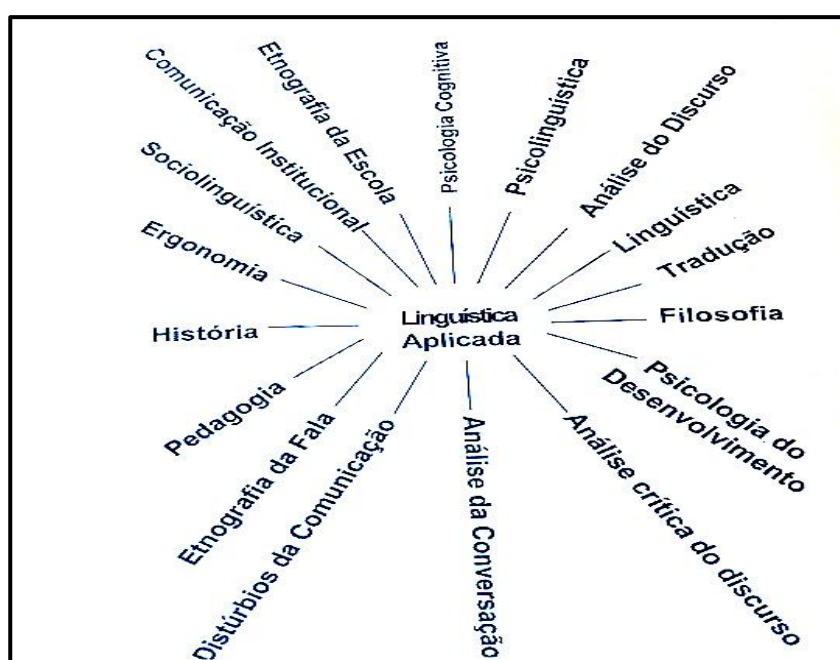 Etnografia da Escola
Comunicação Institucional
Psicologia Cognitiva
Psicolinguística
Análise do Discurso
Sociolinguística
Linguística
Ergonomia
Tradução
História
Linguística
Aplicada
Filosofia
Pedagogia
Psicologia do
Desenvolvimento
Etnografia da Fala
Distúrbios da Comunicação
Análise da Conversação
Análise crítica do discurso